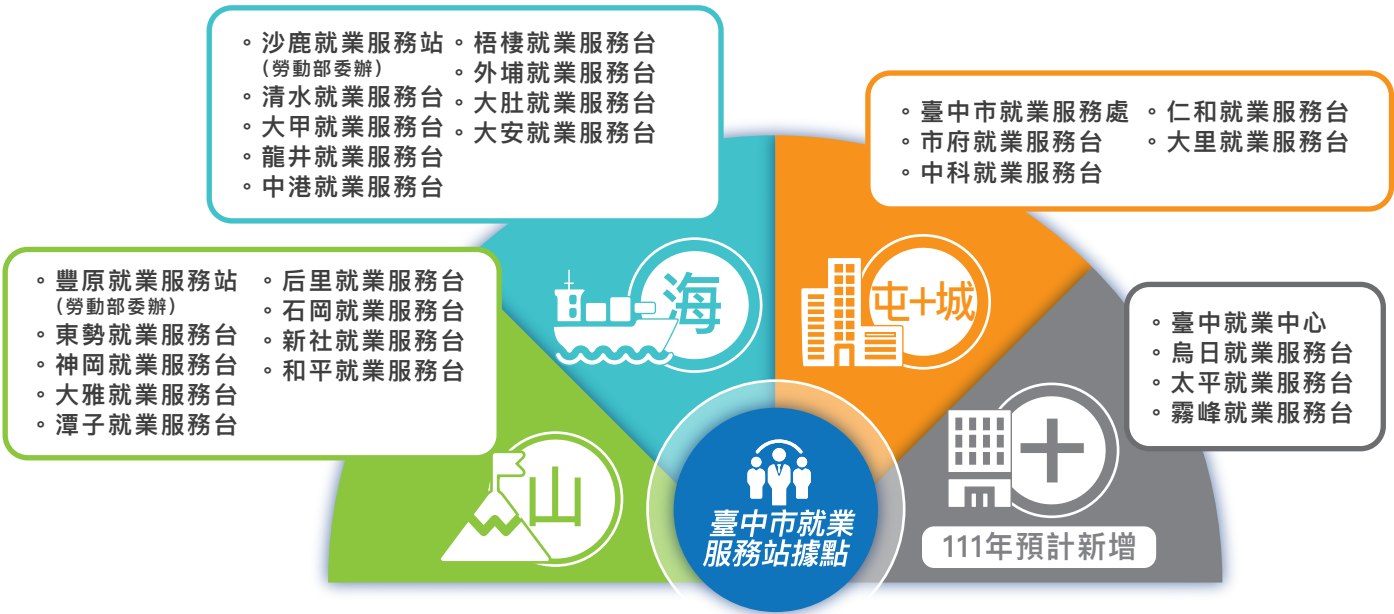 。沙鹿就業服務站
(勞動部委辦)
。清水就業服務台
。大甲就業服務台
。龍井就業服務台
。中港就業服務台
。梧棲就業服務台
。外埔就業服務台
。大肚就業服務台
。大安就業服務台
。臺中市就業服務處
。市府就業服務台
。中科就業服務台
。仁和就業服務台
。大里就業服務台
。豐原就業服務站
(勞動部委辦)
。東勢就業服務台
。神岡就業服務台
。大雅就業服務台
。潭子就業服務台
。后里就業服務台
。石岡就業服務台
。新社就業服務台
。和平就業服務台
。臺中就業中心
。烏日就業服務台
。太平就業服務台
。霧峰就業服務台
海
屯+城
山
十
111年預計新增
臺中市就業
服務站據點